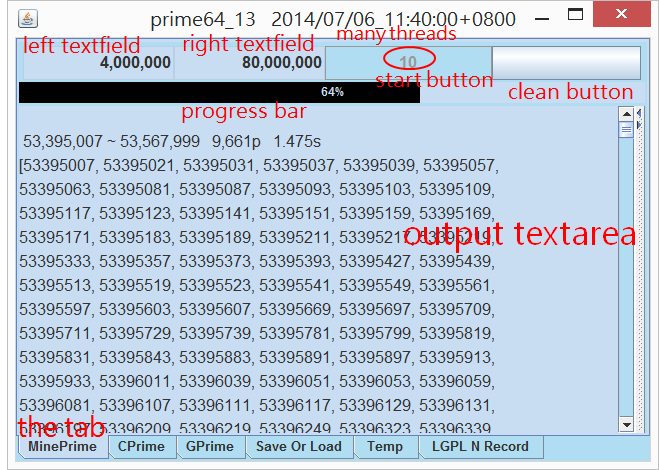 prime64_13 2014/07/06_11:40:00+0800
many threads
left textfield right textfield
4,000,000 80,000,000 10
start button
64%
clean button
progress bar
53,395,007 ~ 53,567,999 9,661p 1.475s
[53395007, 53395021, 53395031, 53395037, 53395039, 53395057,
53395063, 53395081, 53395087, 53395093, 53395103, 53395109,
53395117, 53395123, 53395141, 53395151, 53395159, 53395169,
53395171, 53395183, 53395189, 53395211, 53395217, 53395219,
output textarea
53395333, 53395357, 53395373, 53395393, 53395427, 53395439,
53395513, 53395519, 53395523, 53395541, 53395549, 53395561,
53395597, 53395603, 53395607, 53395669, 53395697, 53395709,
53395711, 53395729, 53395739, 53395781, 53395799, 53395819,
53395831, 53395843, 53395883, 53395891, 53395897, 53395913,
53395933, 53396011, 53396039, 53396051, 53396053, 53396059,
53396081, 53396107, 53396111, 53396117, 53396129, 53396131,
53396209, 53396219, 53396249, 53396323, 53396339
the tab
MinePrime CPrime GPrime Save Or Load Temp LGPL N Record